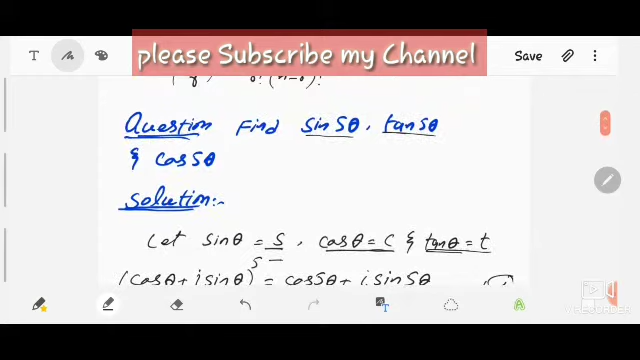 please Subscribe my Channel
T
Save
Question Find sin5θ, tan5θ
& cos5θ
Solution:-
Let sinθ = s, cosθ = c & tanθ = t
(cosθ + i sinθ)^5 = cos5θ + i sin5θ